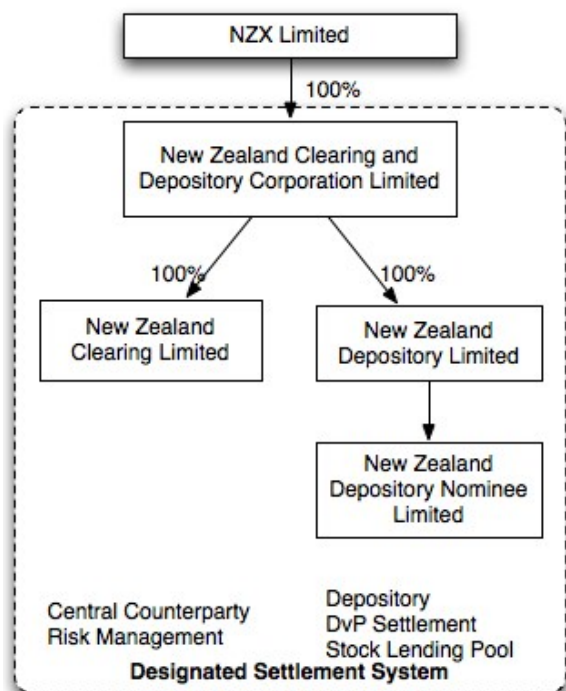 NZX Limited
100%
New Zealand Clearing and
Depository Corporation Limited
100%
100%
New Zealand
Clearing Limited
New Zealand
Depository Limited
New Zealand
Depository Nominee
Limited
Central Counterparty
Risk Management
Depository
DvP Settlement
Stock Lending Pool
Designated Settlement System